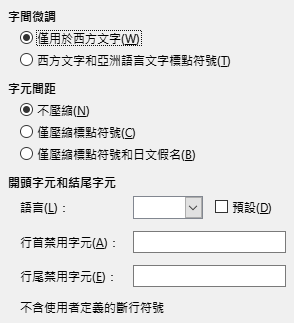 字間微調
僅用於西方文字(W)
西方文字和亞洲語言文字標點符號(T)
字元間距
不壓縮(N)
僅壓縮標點符號(C)
僅壓縮標點符號和日文假名(B)
開頭字元和結尾字元
語言(L)： 預設(D)
行首禁用字元(A)：
行尾禁用字元(E)：
不含使用者定義的斷行符號